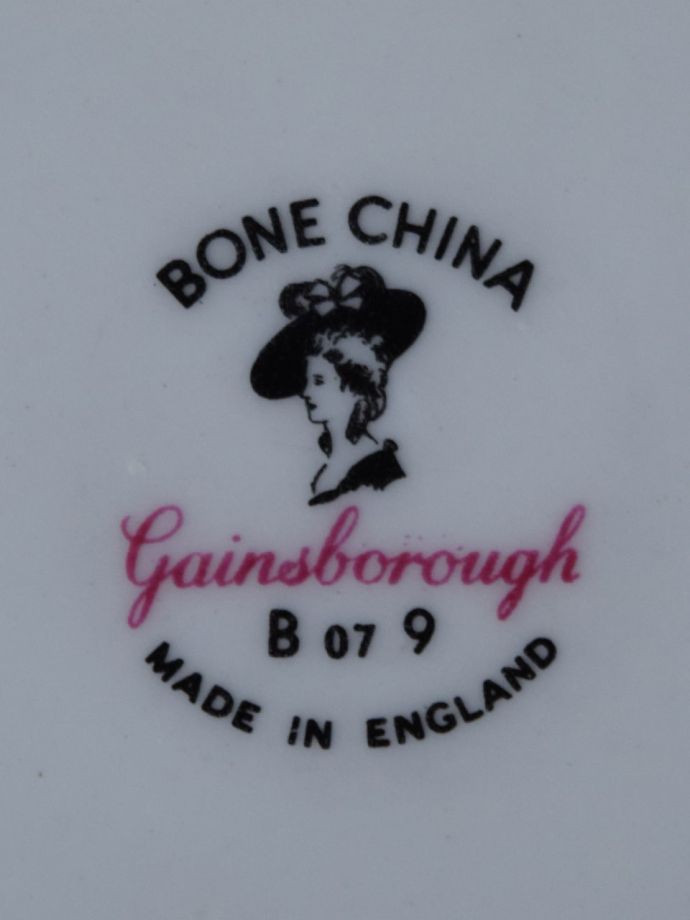 BONE CHINA
Gainsborough
B 07 9
MADE IN ENGLAND